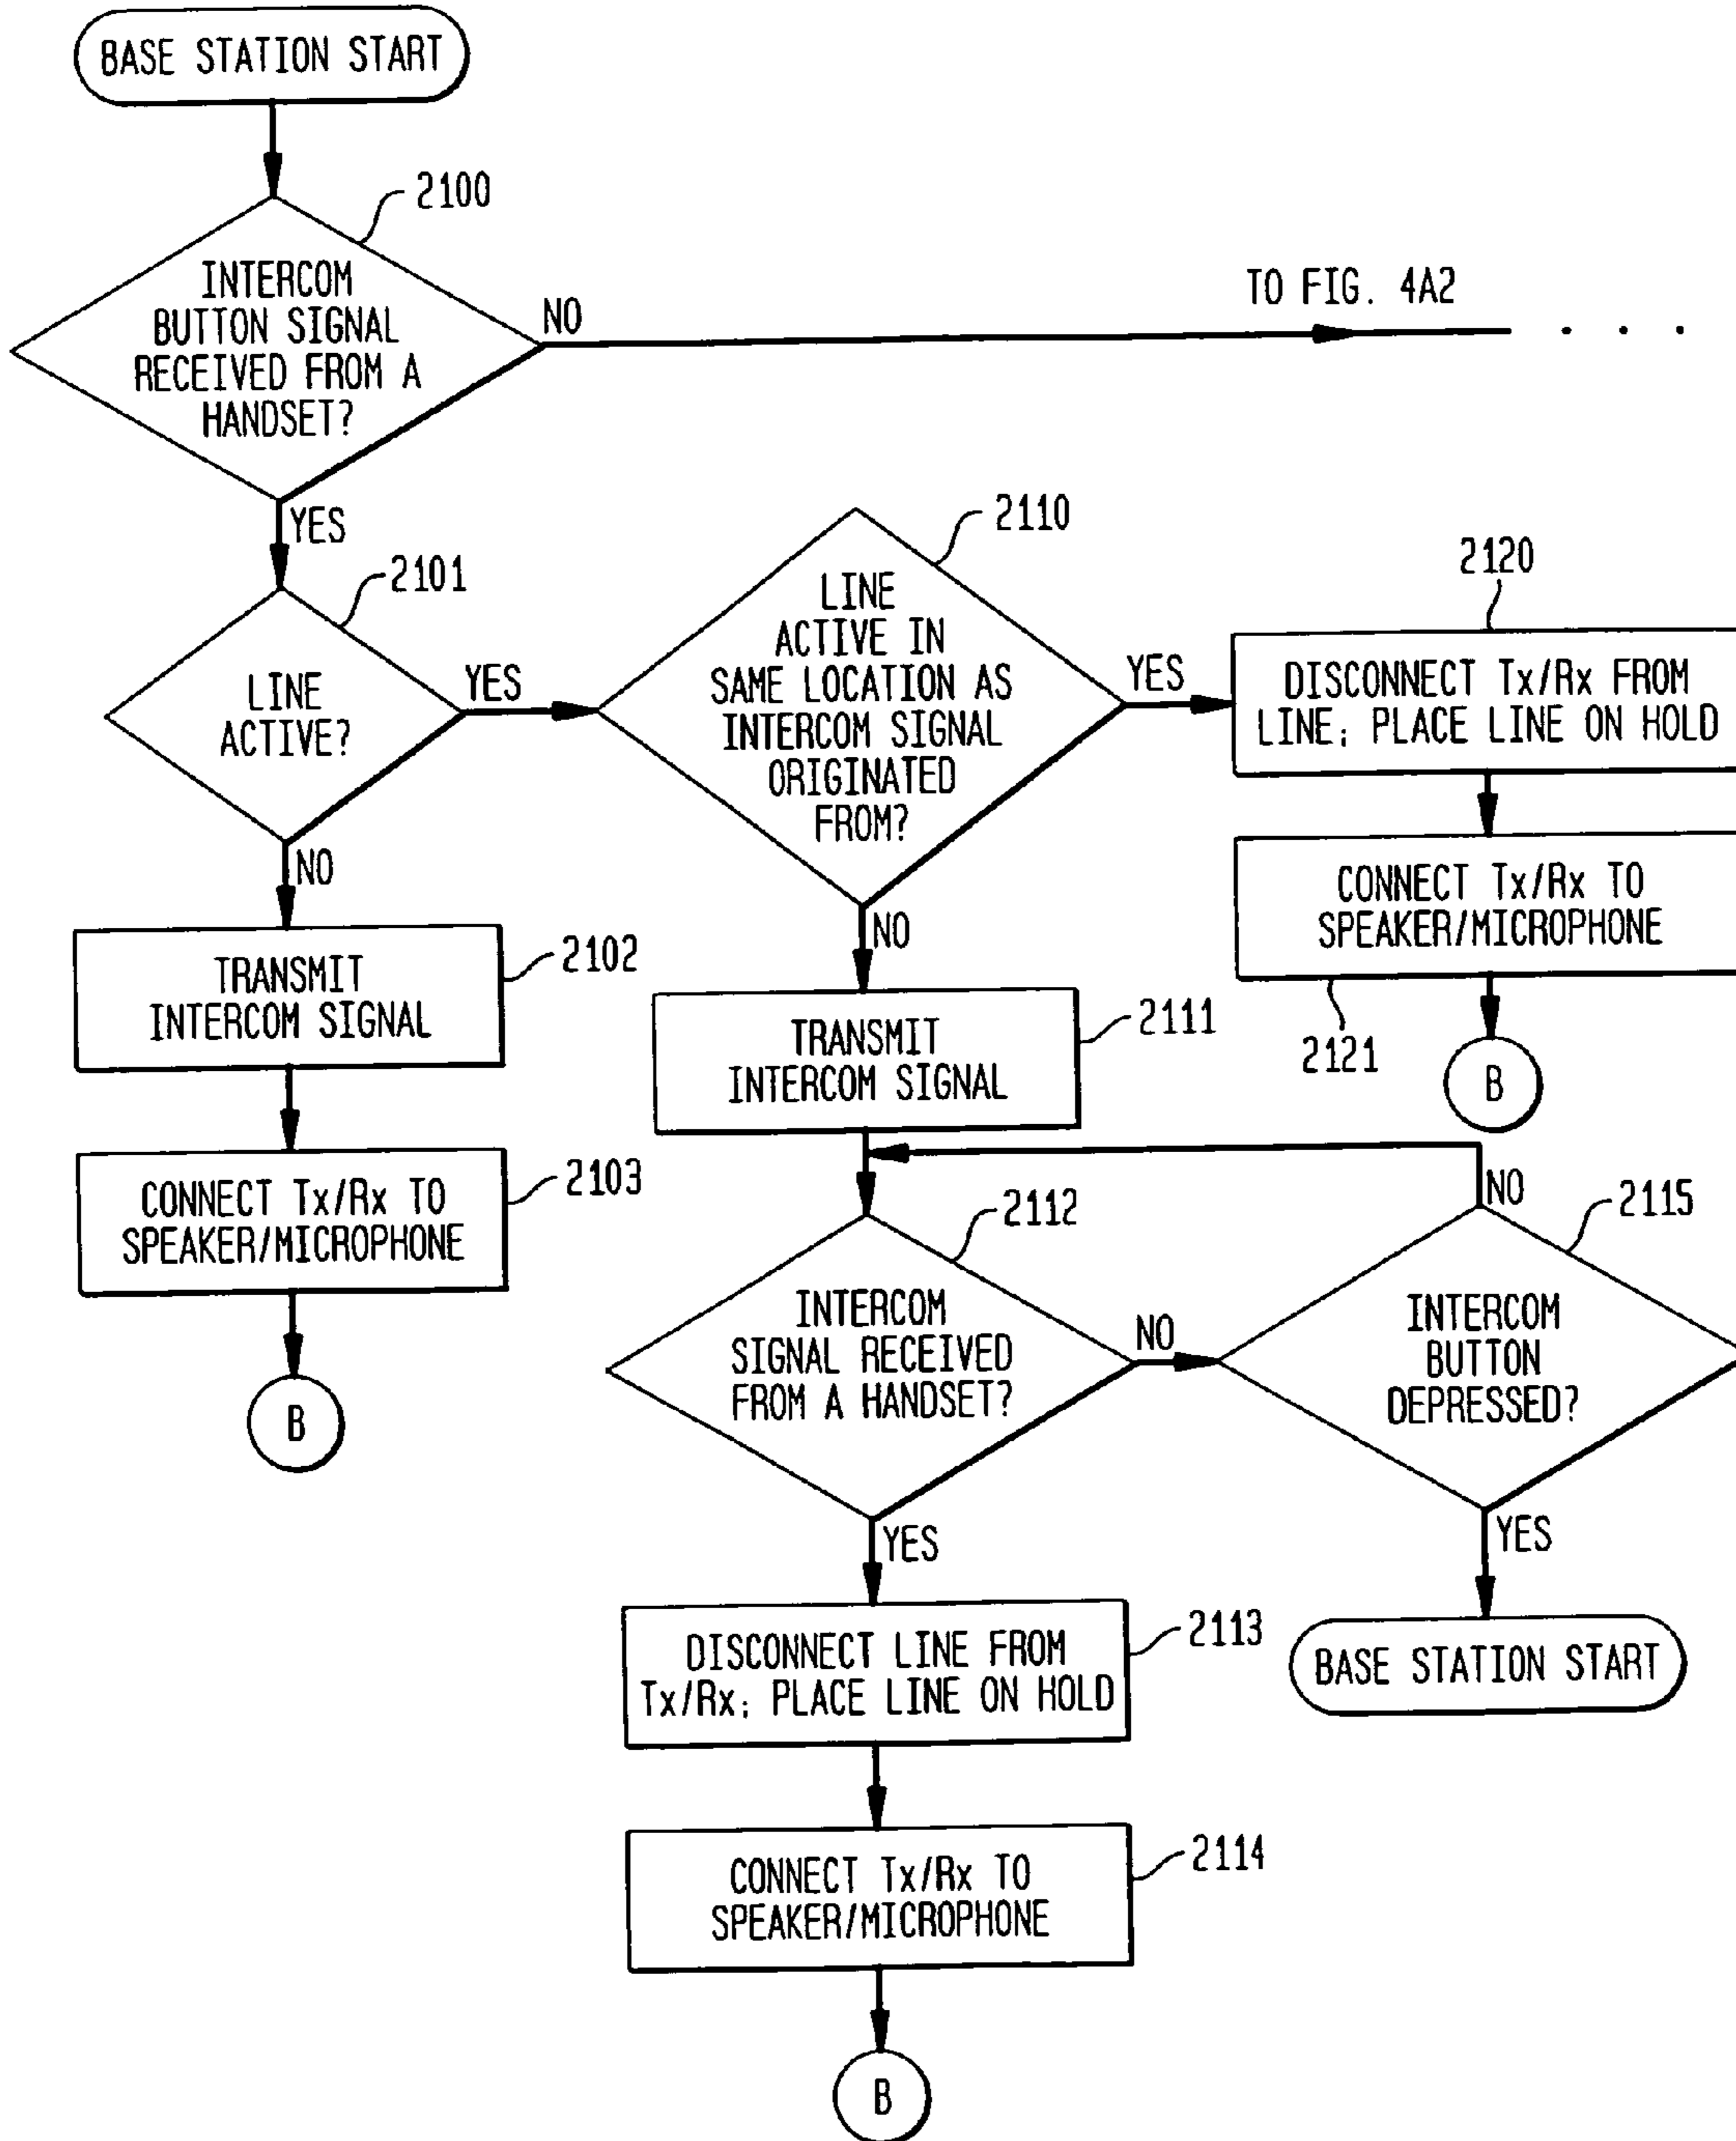 BASE STATION START
2100
INTERCOM
BUTTON SIGNAL
RECEIVED FROM A
HANDSET?
NO
TO FIG. 4A2
YES
2101
LINE
ACTIVE?
YES
2110
LINE
ACTIVE IN
SAME LOCATION AS
INTERCOM SIGNAL
ORIGINATED
FROM?
YES
2120
DISCONNECT Tx/Rx FROM
LINE; PLACE LINE ON HOLD
CONNECT Tx/Rx TO
SPEAKER/MICROPHONE
2121
B
NO
TRANSMIT
INTERCOM SIGNAL
2102
CONNECT Tx/Rx TO
SPEAKER/MICROPHONE
2103
B
NO
TRANSMIT
INTERCOM SIGNAL
2111
INTERCOM
SIGNAL RECEIVED
FROM A HANDSET?
2112
NO
INTERCOM
BUTTON
DEPRESSED?
2115
NO
YES
BASE STATION START
YES
DISCONNECT LINE FROM
Tx/Rx; PLACE LINE ON HOLD
2113
CONNECT Tx/Rx TO
SPEAKER/MICROPHONE
2114
B